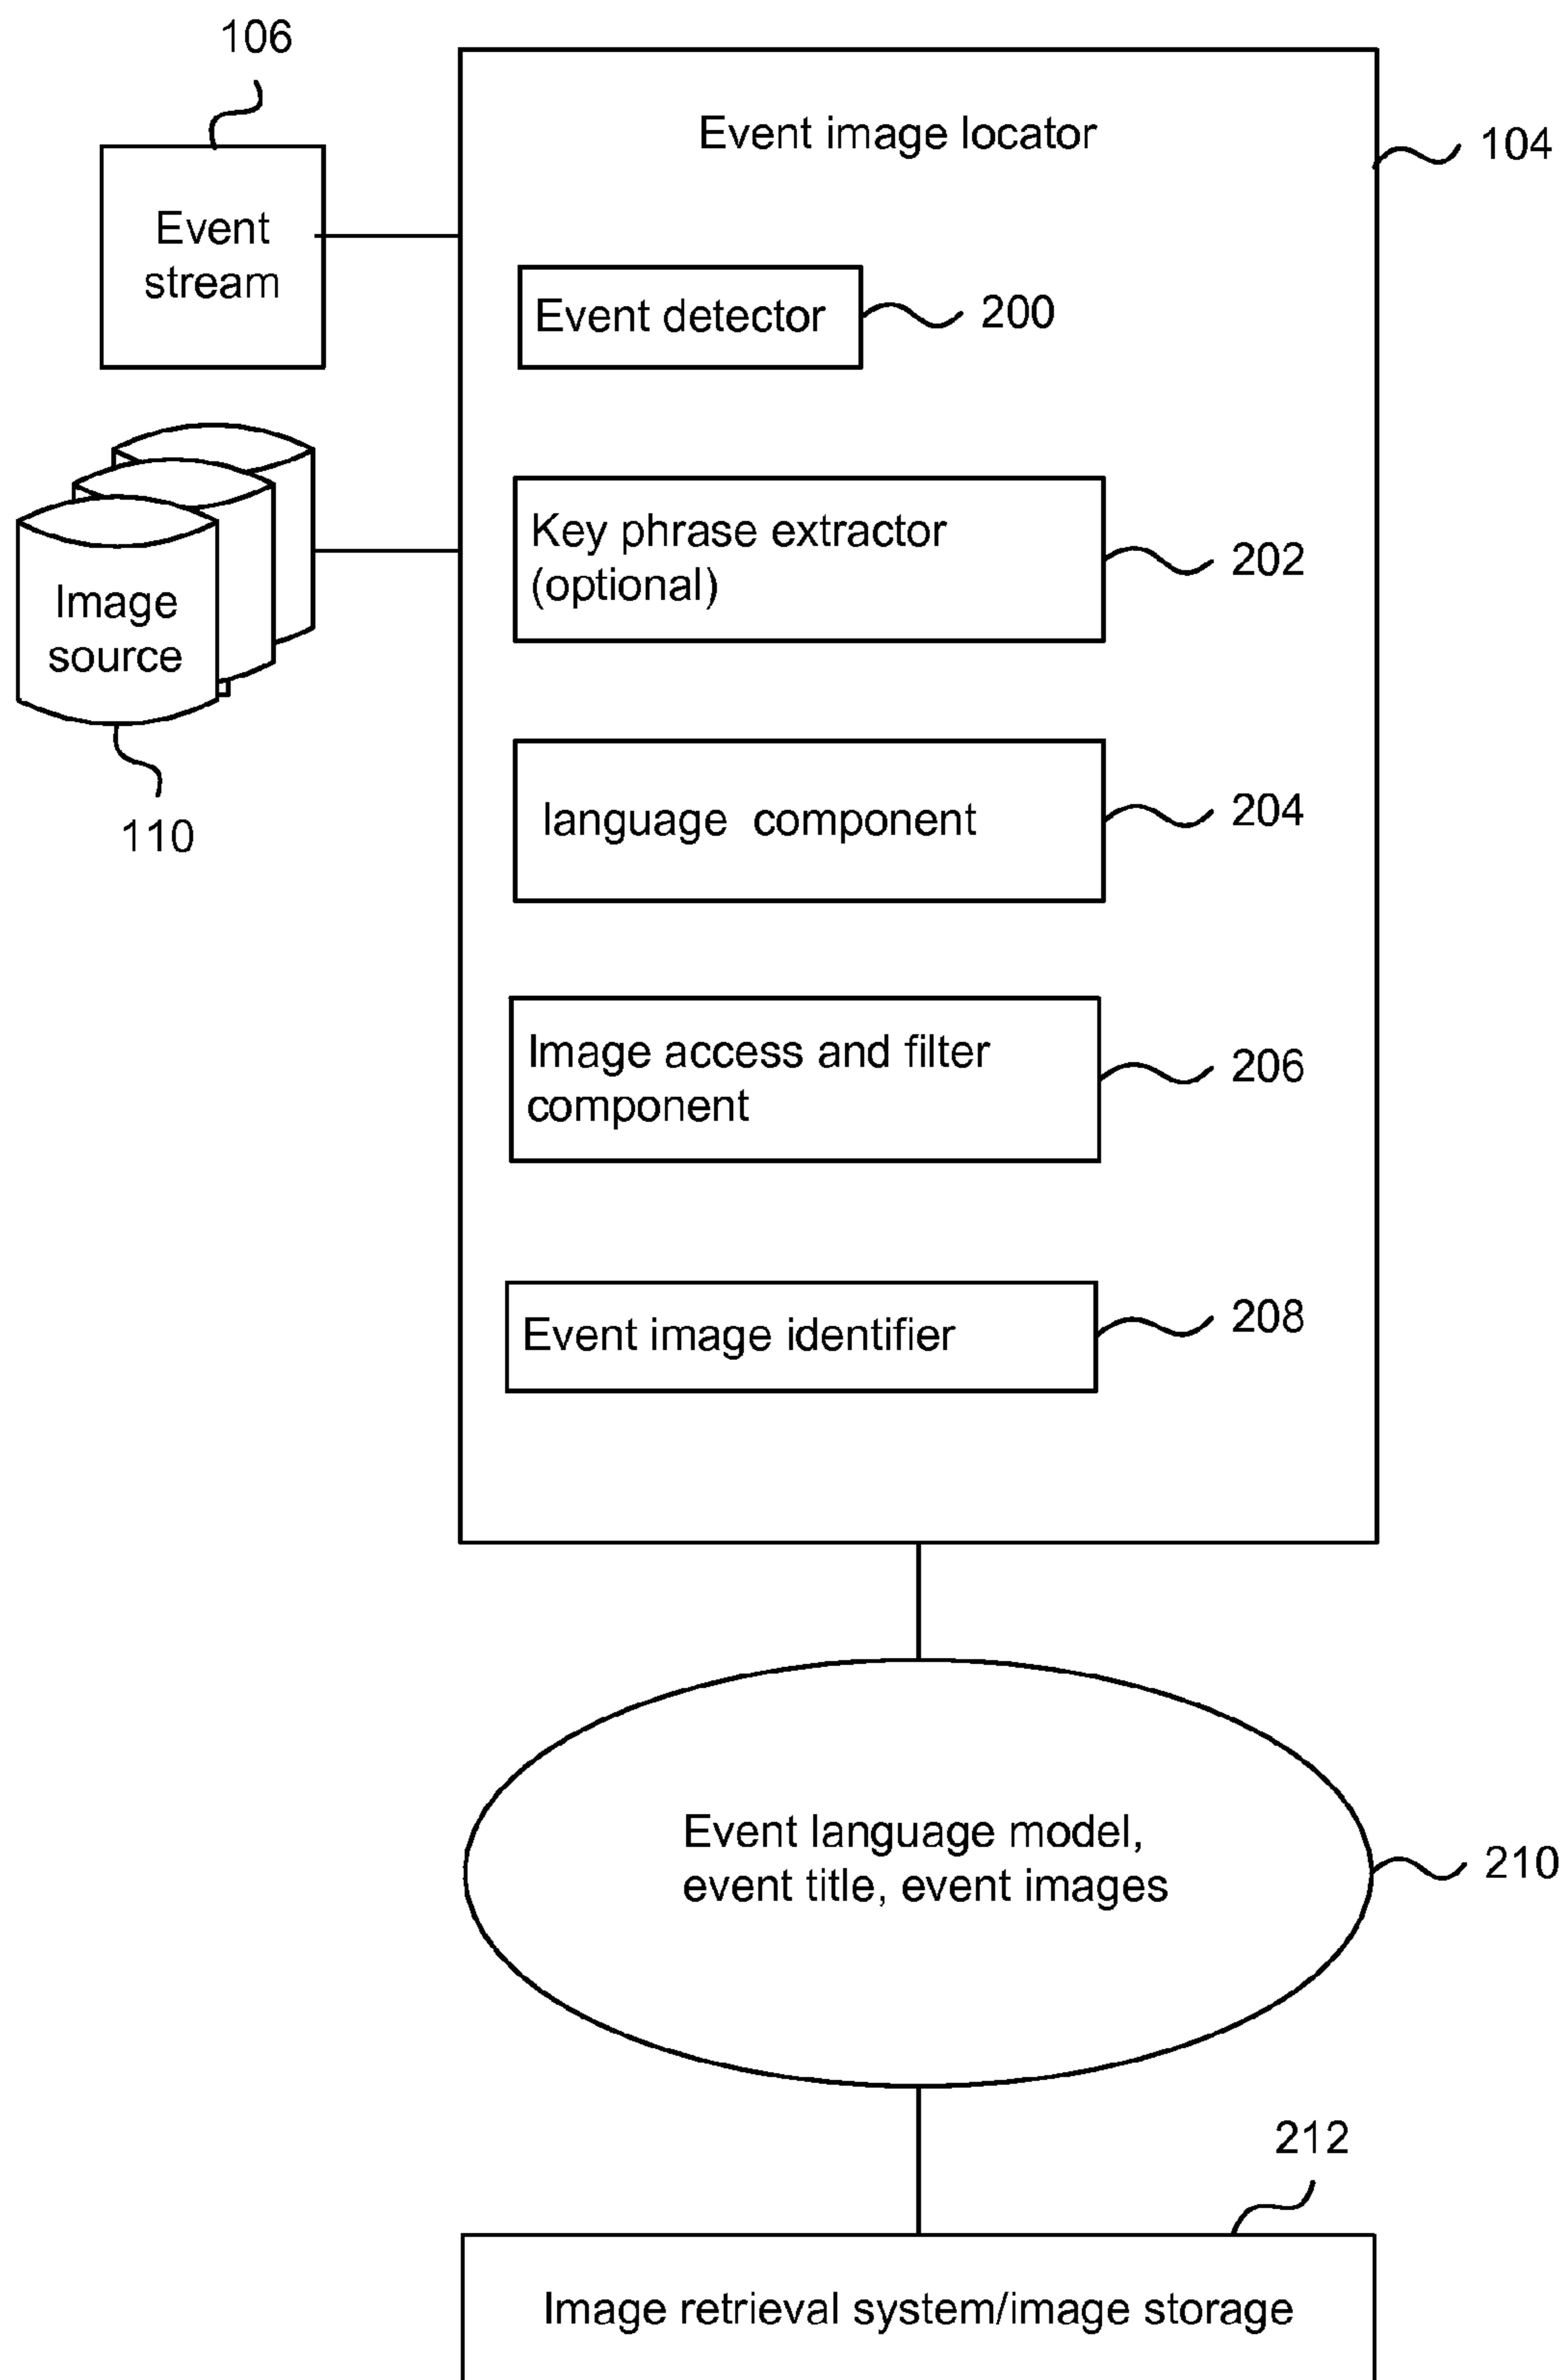 106
Event image locator
104
Event
stream
Event detector
200
Key phrase extractor
(optional)
202
Image
source
110
language component
204
Image access and filter
component
206
Event image identifier
208
Event language model,
event title, event images
210
212
Image retrieval system/image storage